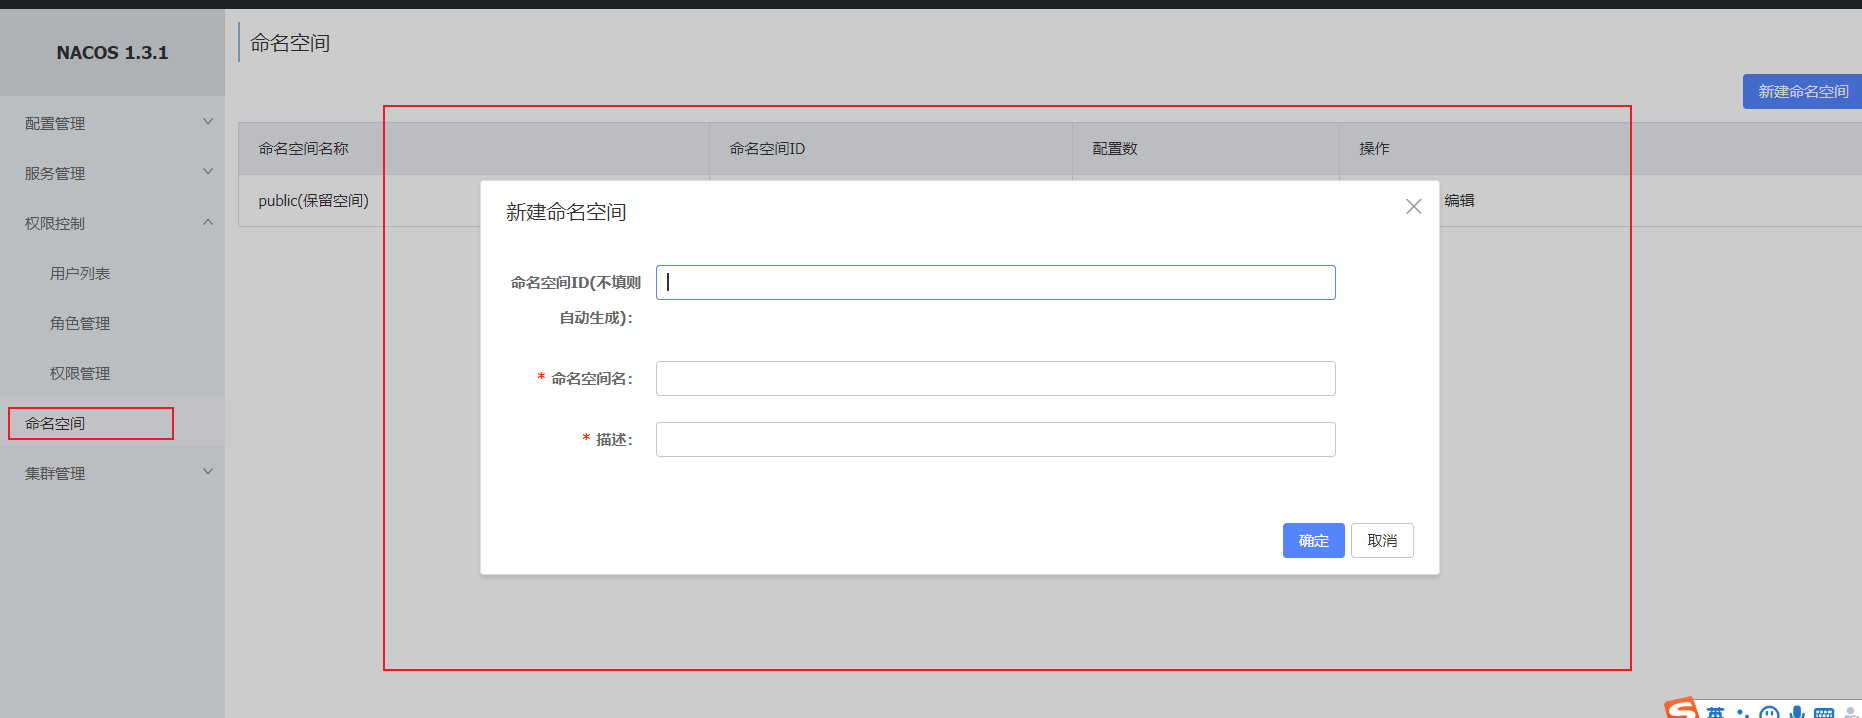 NACOS 1.3.1
配置管理
服务管理
权限控制
用户列表
角色管理
权限管理
命名空间
集群管理
命名空间
新建命名空间
命名空间名称 命名空间ID 配置数 操作
public(保留空间) 编辑
新建命名空间
命名空间ID(不填则
自动生成):
* 命名空间名:
* 描述:
确定 取消
英